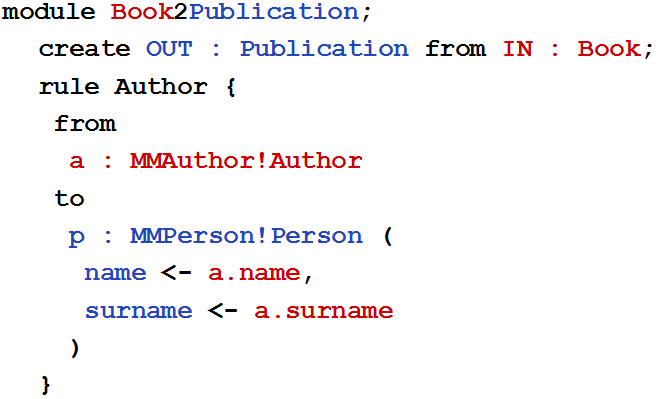 module Book2Publication;
create OUT : Publication from IN : Book;
rule Author {
from
a : MMAuthor!Author
to
p : MMPerson!Person (
name <- a.name,
surname <- a.surname
)
}